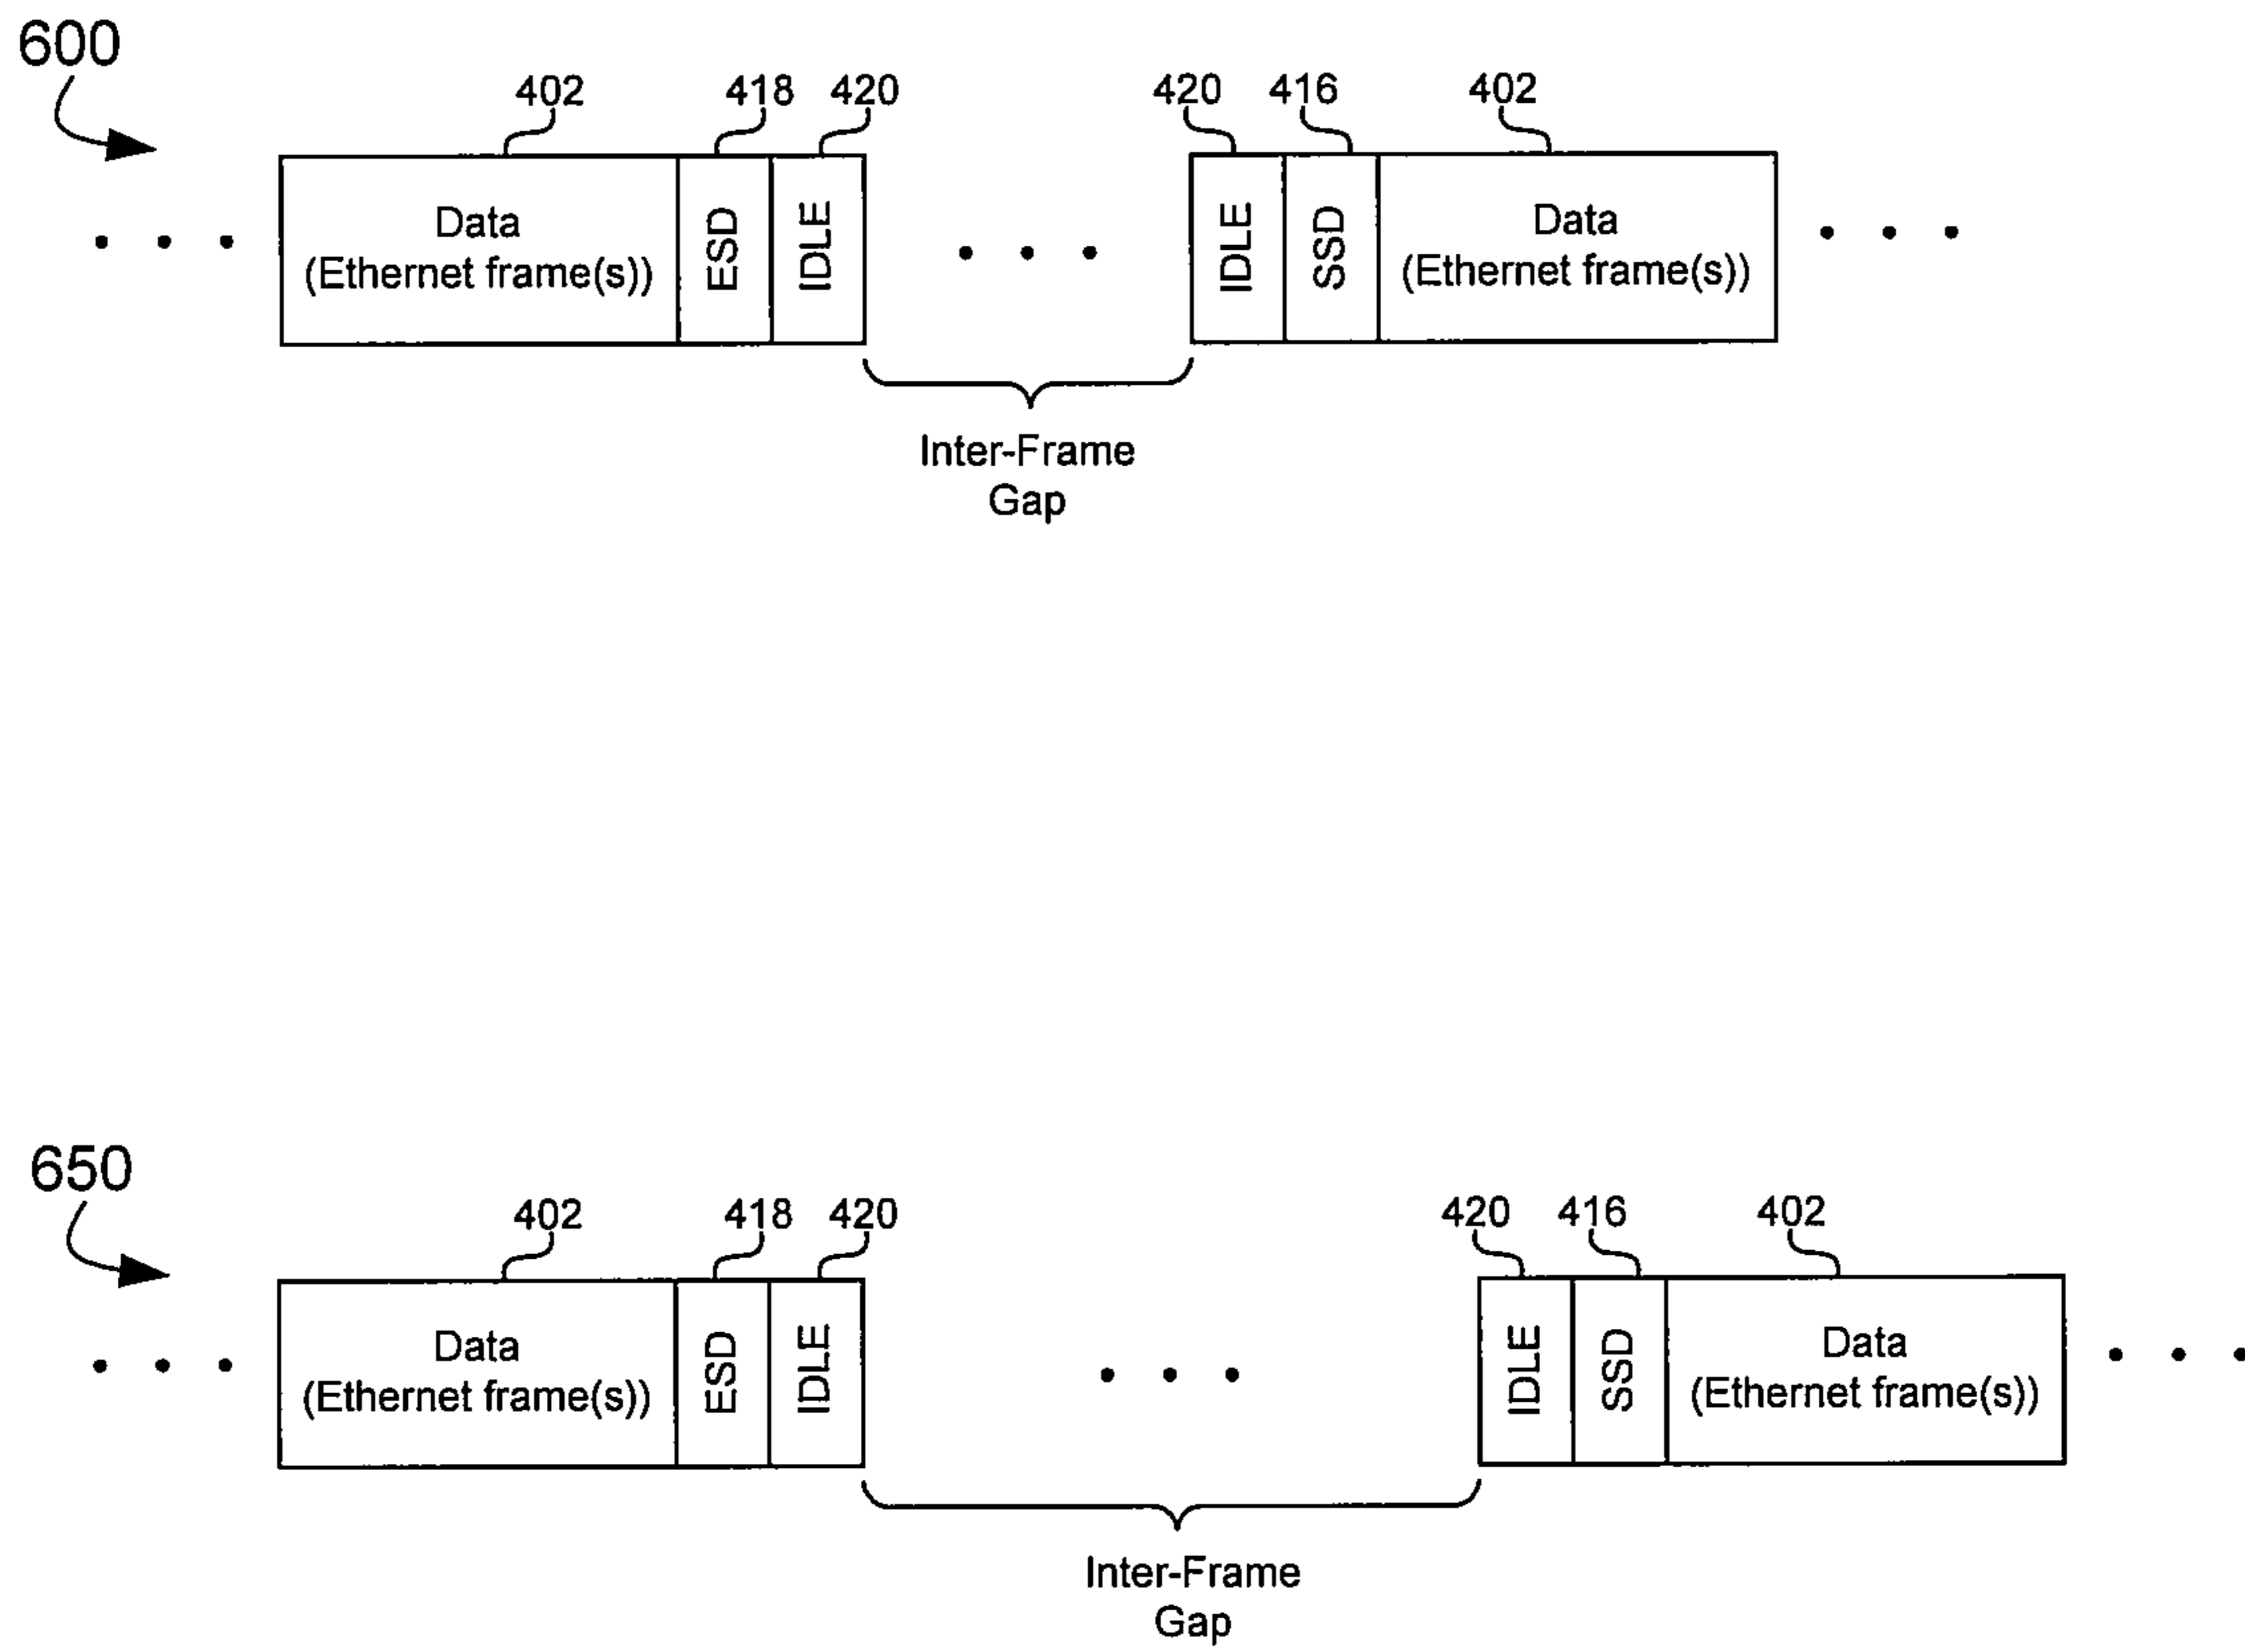 600
402 418 420 420 416 402
Data
(Ethernet frame(s))
ESD
IDLE
IDLE
SSD
Data
(Ethernet frame(s))
Inter-Frame
Gap
650
402 418 420 420 416 402
Data
(Ethernet frame(s))
ESD
IDLE
IDLE
SSD
Data
(Ethernet frame(s))
Inter-Frame
Gap